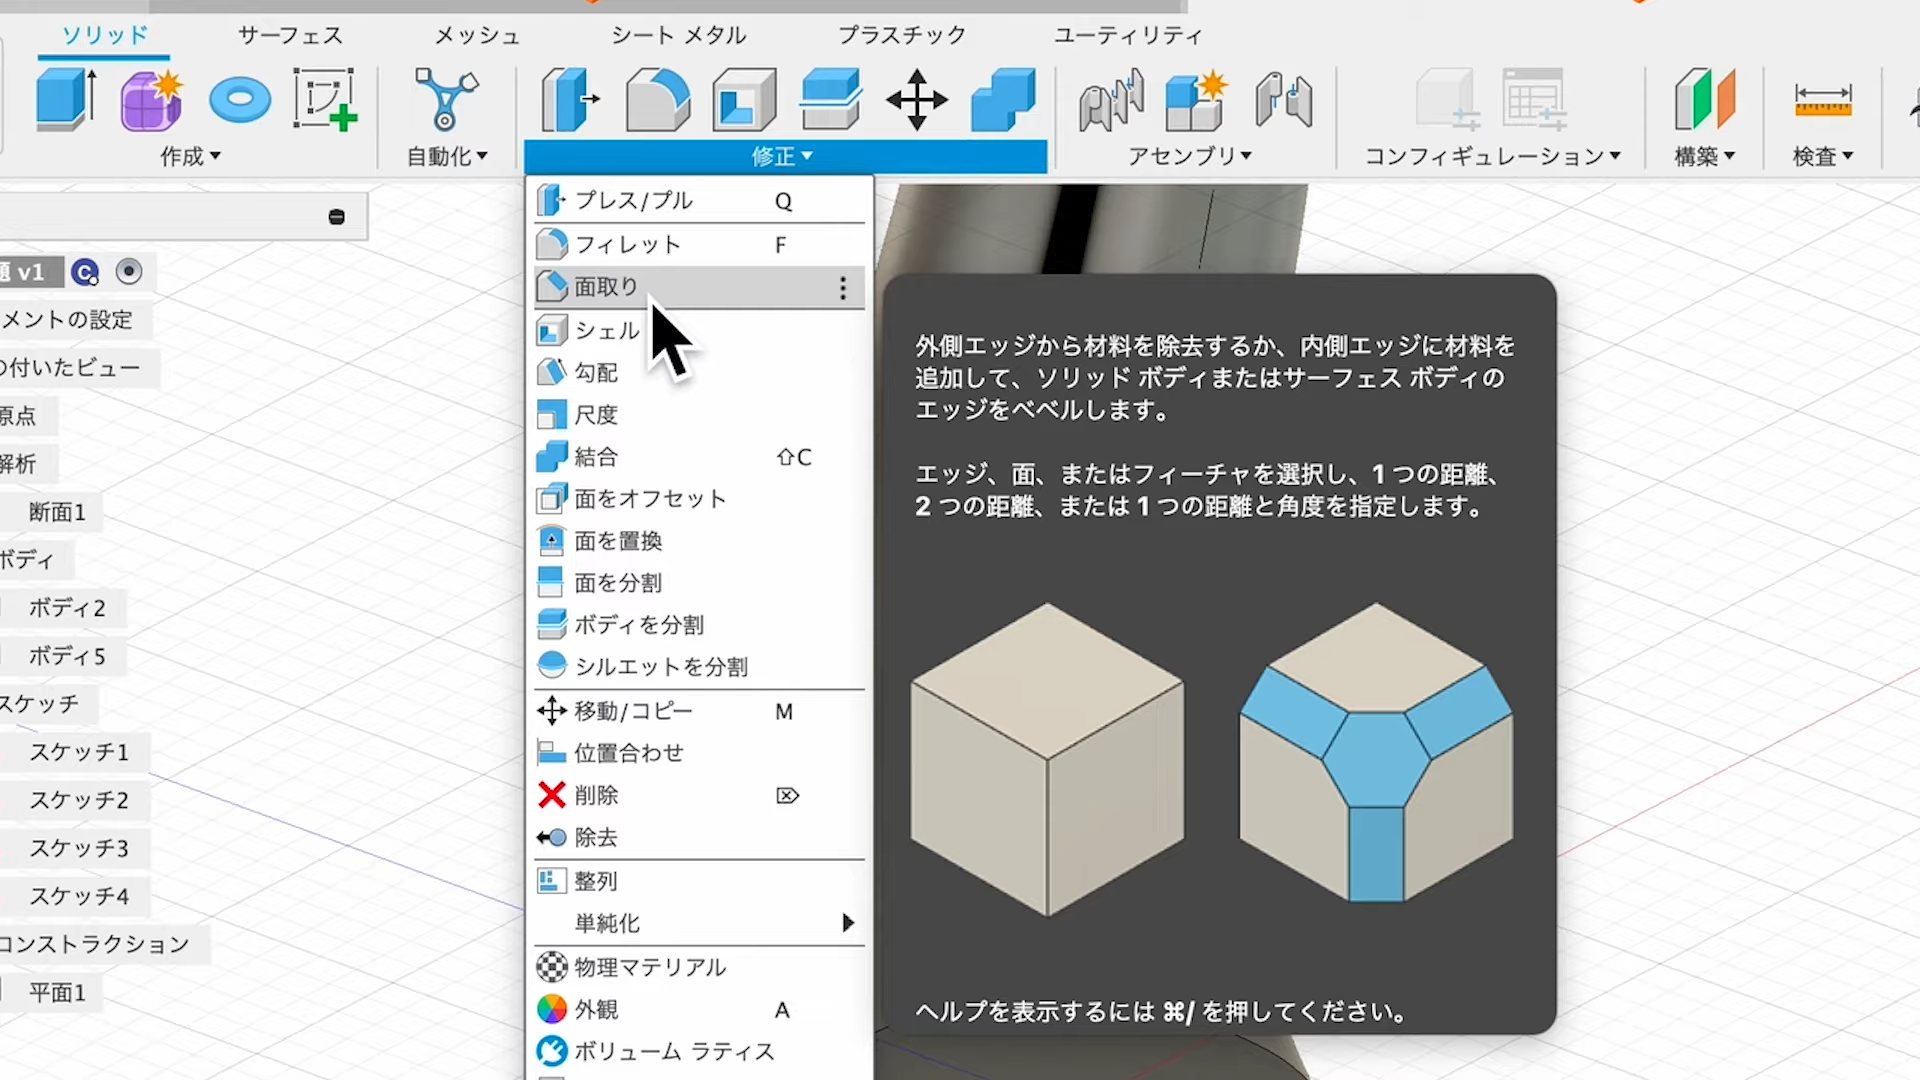 ソリッド
サーフェス
メッシュ
シート メタル
プラスチック
ユーティリティ
作成▼
自動化▼
修正▼
アセンブリ▼
コンフィギュレーション▼
構築▼
検査▼
題 v1
メントの設定
の付いたビュー
原点
解析
断面1
ボディ
ボディ2
ボディ5
スケッチ
スケッチ1
スケッチ2
スケッチ3
スケッチ4
コンストラクション
平面1
プレス/プル Q
フィレット F
面取り
シェル
勾配
尺度
結合 ⇧C
面をオフセット
面を置換
面を分割
ボディを分割
シルエットを分割
移動/コピー M
位置合わせ
削除 ⌦
除去
整列
単純化
物理マテリアル
外観 A
ボリューム ラティス
外側エッジから材料を除去するか、内側エッジに材料を
追加して、ソリッド ボディまたはサーフェス ボディの
エッジをベベルします。
エッジ、面、またはフィーチャを選択し、1 つの距離、
2 つの距離、または 1 つの距離と角度を指定します。
ヘルプを表示するには ⌘/ を押してください。